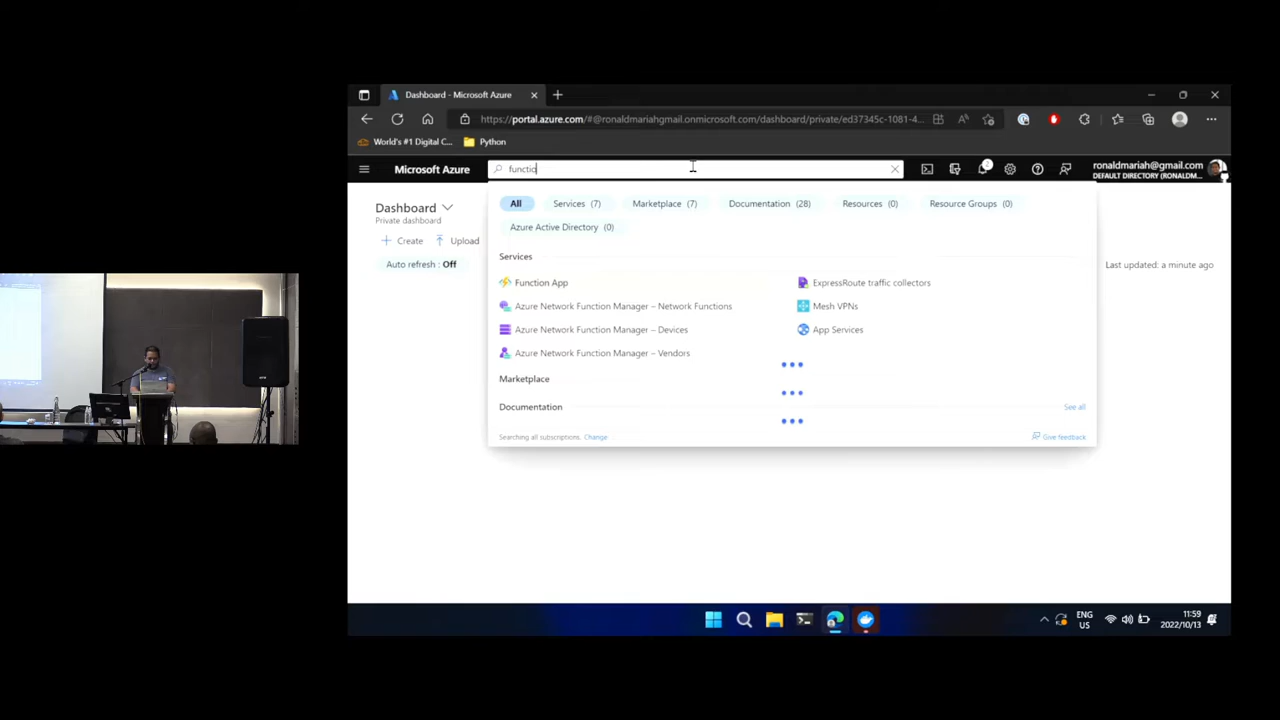 Dashboard - Microsoft Azure
https://portal.azure.com/#@ronaldmariahgmail.onmicrosoft.com/dashboard/private/ed37345c-1081-4...
World's #1 Digital C...
Python
Microsoft Azure
functio
2
ronaldmariah@gmail.com
DEFAULT DIRECTORY (RONALDM...
Dashboard
Private dashboard
Create
Upload
Auto refresh : Off
Last updated: a minute ago
All
Services (7)
Marketplace (7)
Documentation (28)
Resources (0)
Resource Groups (0)
Azure Active Directory (0)
Services
Function App
ExpressRoute traffic collectors
Azure Network Function Manager – Network Functions
Mesh VPNs
Azure Network Function Manager – Devices
App Services
Azure Network Function Manager – Vendors
Marketplace
Documentation
See all
Searching all subscriptions. Change
Give feedback
ENG
US
11:59
2022/10/13